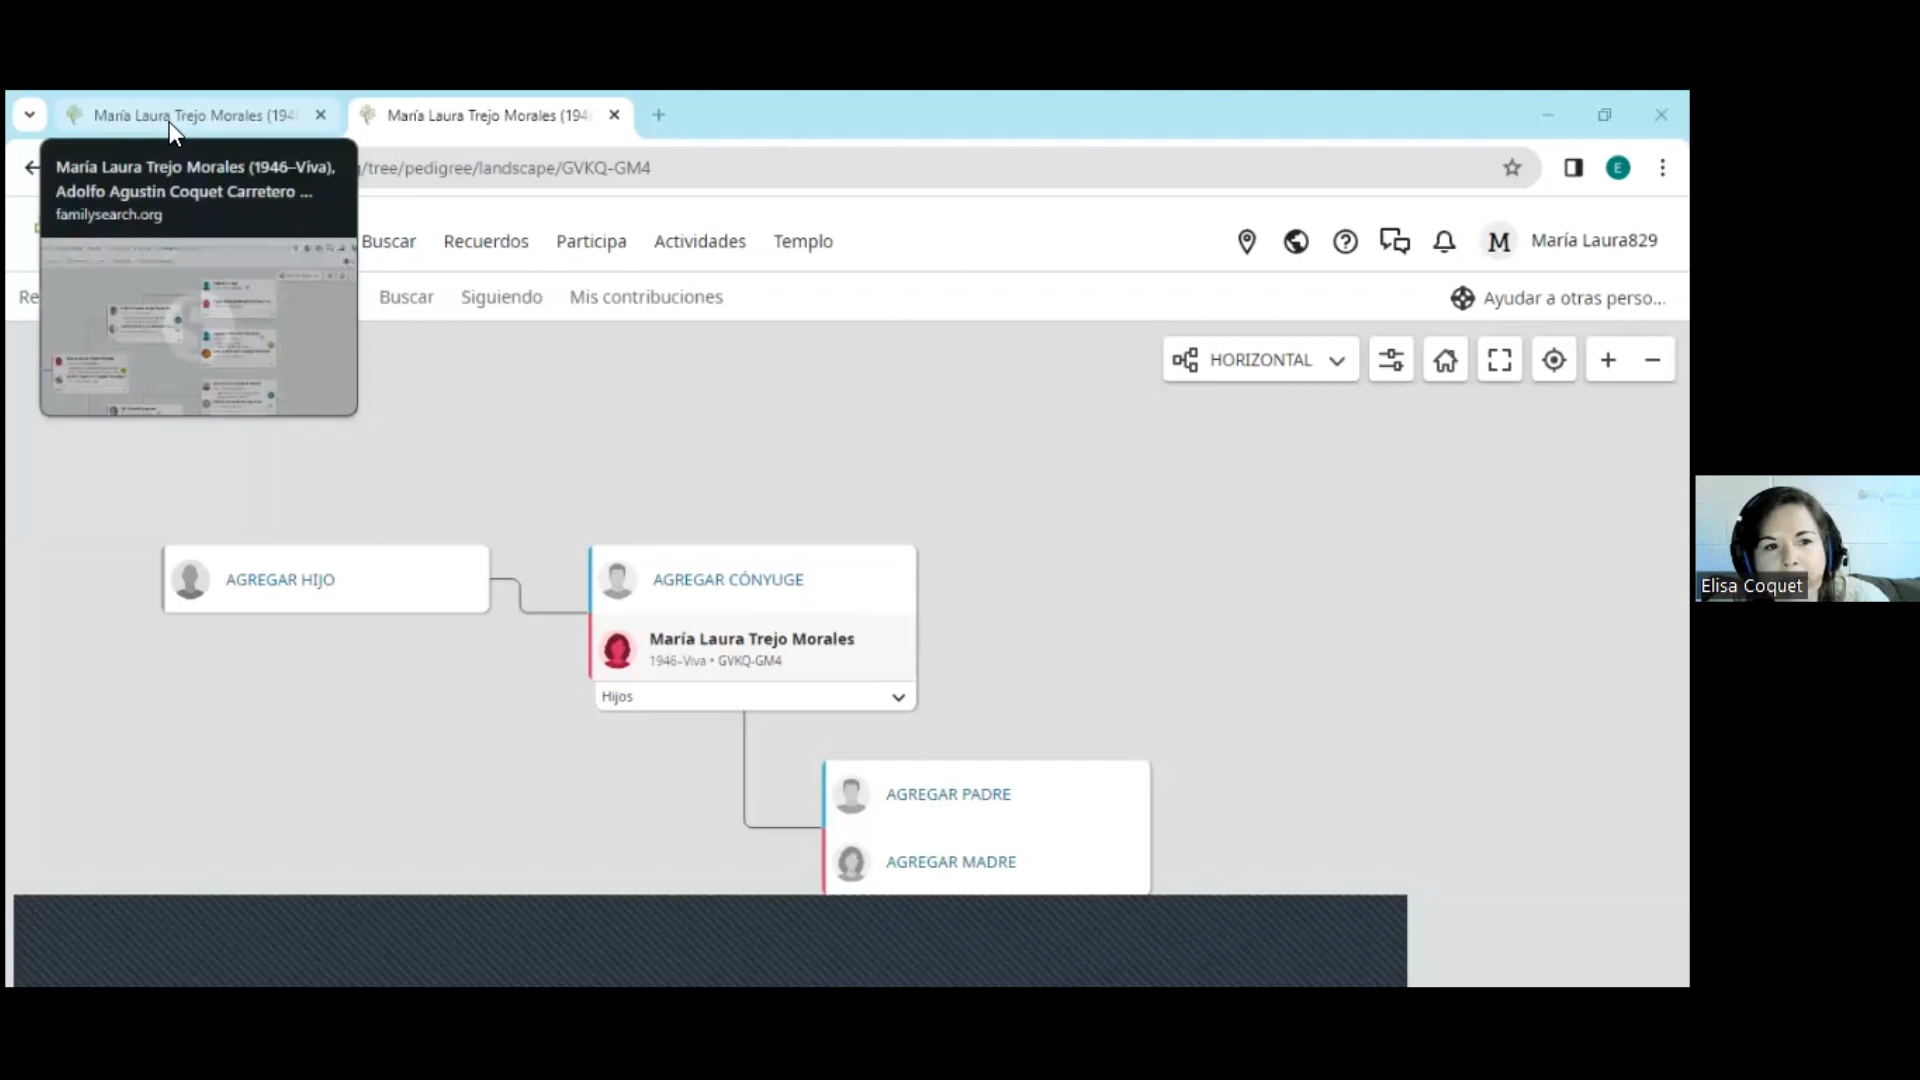 María Laura Trejo Morales (194
María Laura Trejo Morales (194
María Laura Trejo Morales (1946–Viva),
Adolfo Agustin Coquet Carretero ...
familysearch.org
/tree/pedigree/landscape/GVKQ-GM4
E
Buscar
Recuerdos
Participa
Actividades
Templo
M
María Laura829
Re
Buscar
Siguiendo
Mis contribuciones
Ayudar a otras perso...
HORIZONTAL
AGREGAR HIJO
AGREGAR CÓNYUGE
María Laura Trejo Morales
1946–Viva • GVKQ-GM4
Hijos
AGREGAR PADRE
AGREGAR MADRE
Elisa Coquet